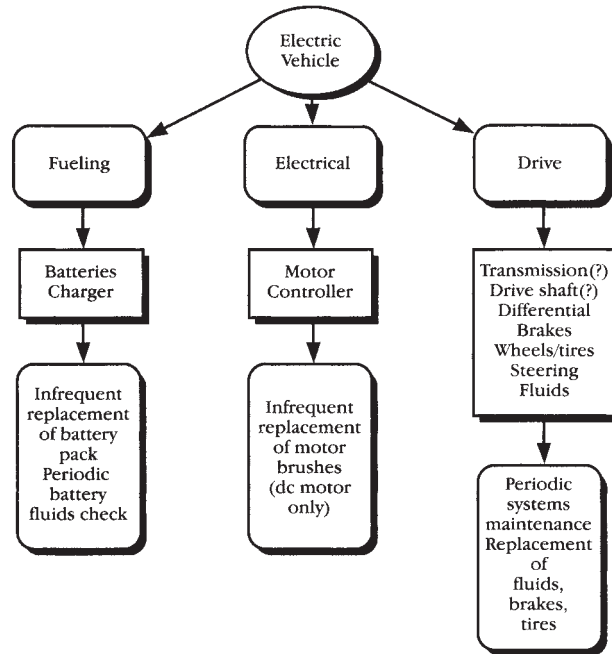 Electric
Vehicle
Fueling
Electrical
Drive
Batteries
Charger
Motor
Controller
Transmission(?)
Drive shaft(?)
Differential
Brakes
Wheels/tires
Steering
Fluids
Infrequent
replacement
of battery
pack
Periodic
battery
fluids check
Infrequent
replacement
of motor
brushes
(dc motor
only)
Periodic
systems
maintenance
Replacement
of
fluids,
brakes,
tires